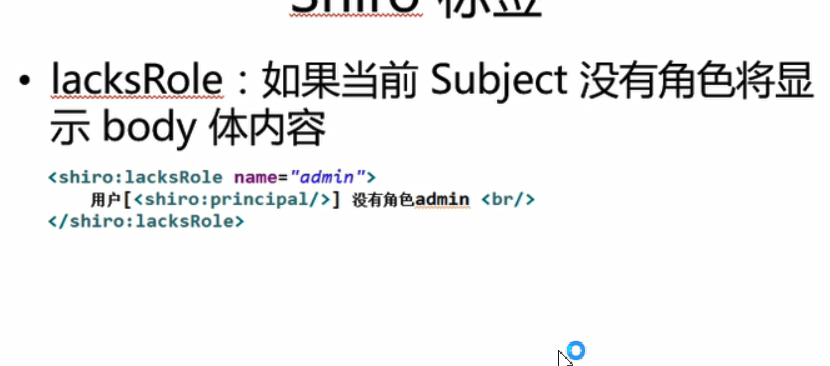 Shiro 标签
• lacksRole：如果当前 Subject 没有角色将显
示 body 体内容
<shiro:lacksRole name="admin">
用户[<shiro:principal/>] 没有角色admin <br/>
</shiro:lacksRole>